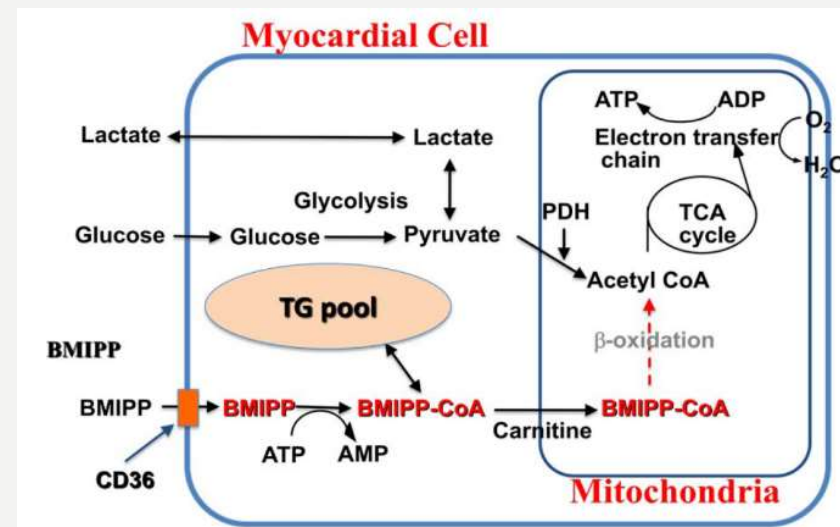 Myocardial Cell
ATP ADP
O₂
Lactate Lactate
Electron transfer
chain
H₂O
Glycolysis
PDH
TCA
cycle
Glucose Glucose Pyruvate
Acetyl CoA
TG pool
β-oxidation
BMIPP
BMIPP BMIPP BMIPP-CoA BMIPP-CoA
Carnitine
ATP AMP
CD36
Mitochondria